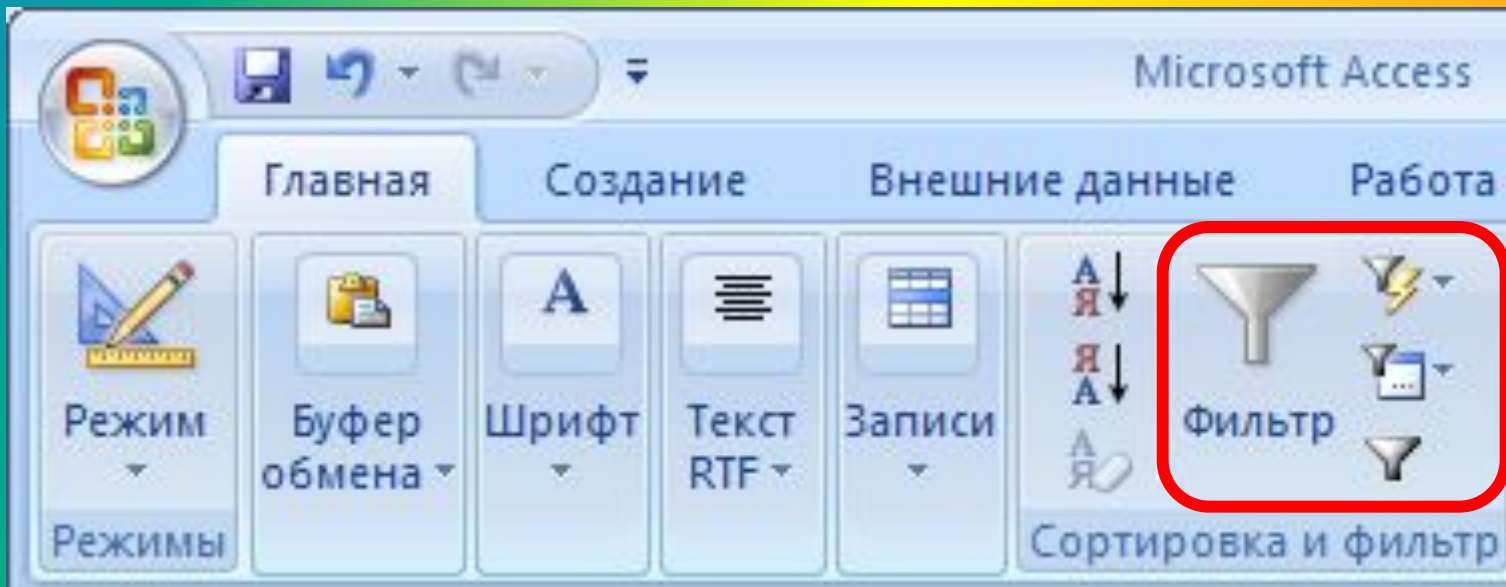 Microsoft Access
Главная Создание Внешние данные Работа
Режим
Буфер
обмена
Шрифт
Текст
RTF
Записи
Фильтр
Режимы
Сортировка и фильтр